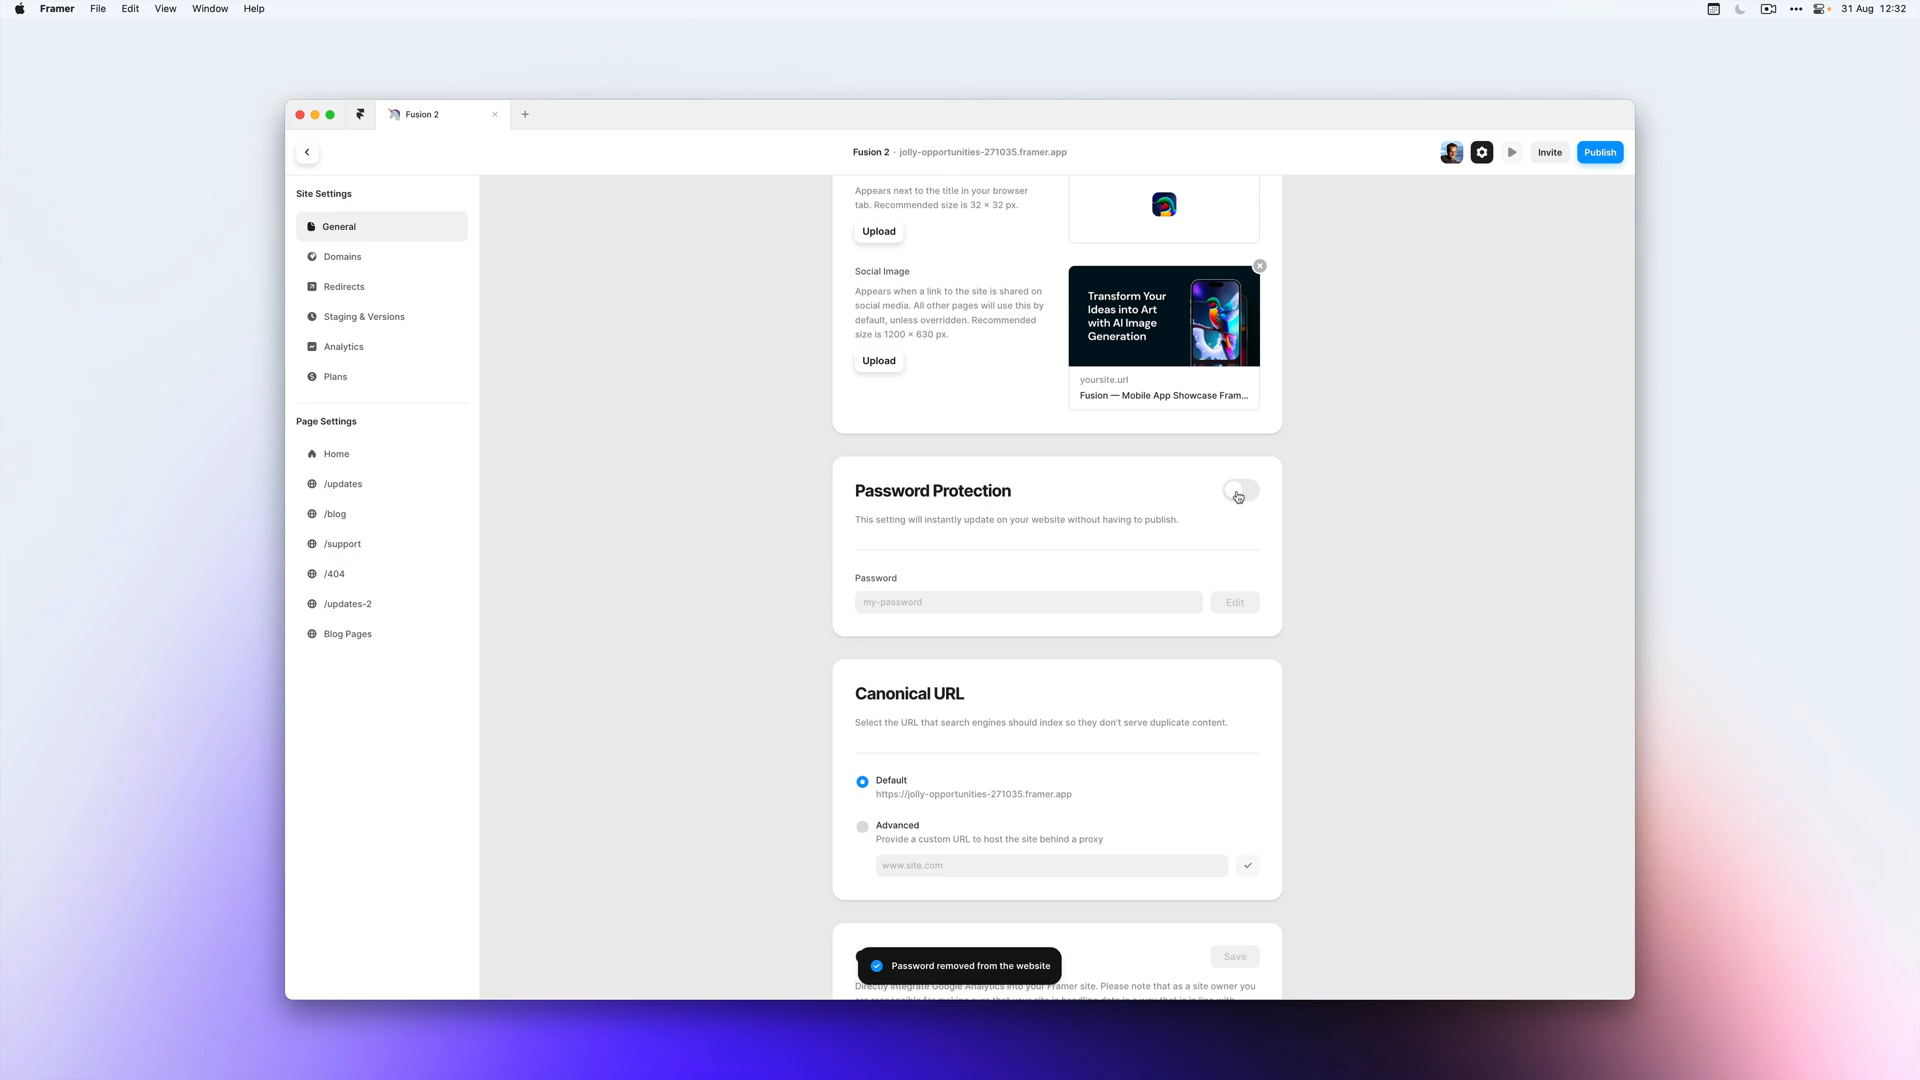 Framer File Edit View Window Help
31 Aug 12:32
Fusion 2
Fusion 2 · jolly-opportunities-271035.framer.app
Invite
Publish
Site Settings
General
Domains
Redirects
Staging & Versions
Analytics
Plans
Page Settings
Home
/updates
/blog
/support
/404
/updates-2
Blog Pages
Appears next to the title in your browser
tab. Recommended size is 32 × 32 px.
Upload
Social Image
Appears when a link to the site is shared on
social media. All other pages will use this by
default, unless overridden. Recommended
size is 1200 × 630 px.
Upload
Transform Your
Ideas into Art
with AI Image
Generation
yoursite.url
Fusion — Mobile App Showcase Fram...
Password Protection
This setting will instantly update on your website without having to publish.
Password
my-password
Edit
Canonical URL
Select the URL that search engines should index so they don't serve duplicate content.
Default
https://jolly-opportunities-271035.framer.app
Advanced
Provide a custom URL to host the site behind a proxy
www.site.com
Save
Password removed from the website
Directly integrate Google Analytics into your Framer site. Please note that as a site owner you